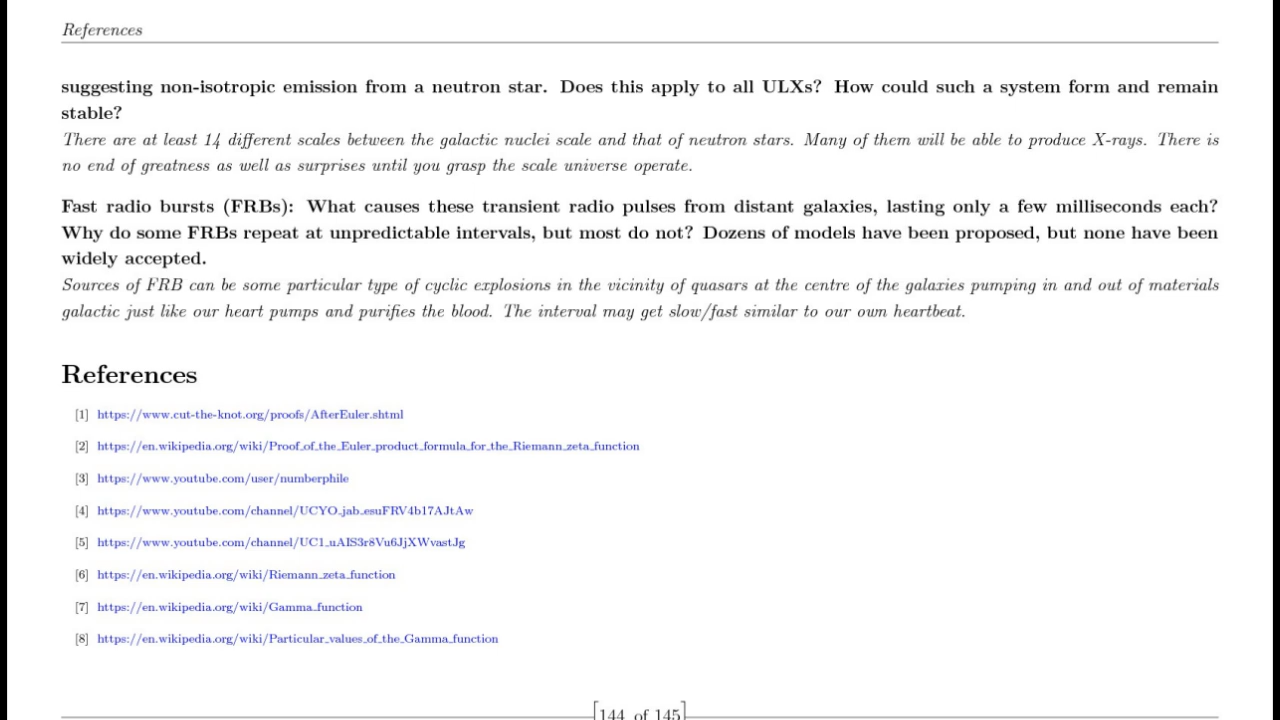 References
suggesting non-isotropic emission from a neutron star. Does this apply to all ULXs? How could such a system form and remain
stable?
There are at least 14 different scales between the galactic nuclei scale and that of neutron stars. Many of them will be able to produce X-rays. There is
no end of greatness as well as surprises until you grasp the scale universe operate.
Fast radio bursts (FRBs): What causes these transient radio pulses from distant galaxies, lasting only a few milliseconds each?
Why do some FRBs repeat at unpredictable intervals, but most do not? Dozens of models have been proposed, but none have been
widely accepted.
Sources of FRB can be some particular type of cyclic explosions in the vicinity of quasars at the centre of the galaxies pumping in and out of materials
galactic just like our heart pumps and purifies the blood. The interval may get slow/fast similar to our own heartbeat.
References
[1] https://www.cut-the-knot.org/proofs/AfterEuler.shtml
[2] https://en.wikipedia.org/wiki/Proof_of_the_Euler_product_formula_for_the_Riemann_zeta_function
[3] https://www.youtube.com/user/numberphile
[4] https://www.youtube.com/channel/UCYO_jab_esuFRV4b17AJtAw
[5] https://www.youtube.com/channel/UC1_uAIS3r8Vu6JjXWvastJg
[6] https://en.wikipedia.org/wiki/Riemann_zeta_function
[7] https://en.wikipedia.org/wiki/Gamma_function
[8] https://en.wikipedia.org/wiki/Particular_values_of_the_Gamma_function
[144 of 145]